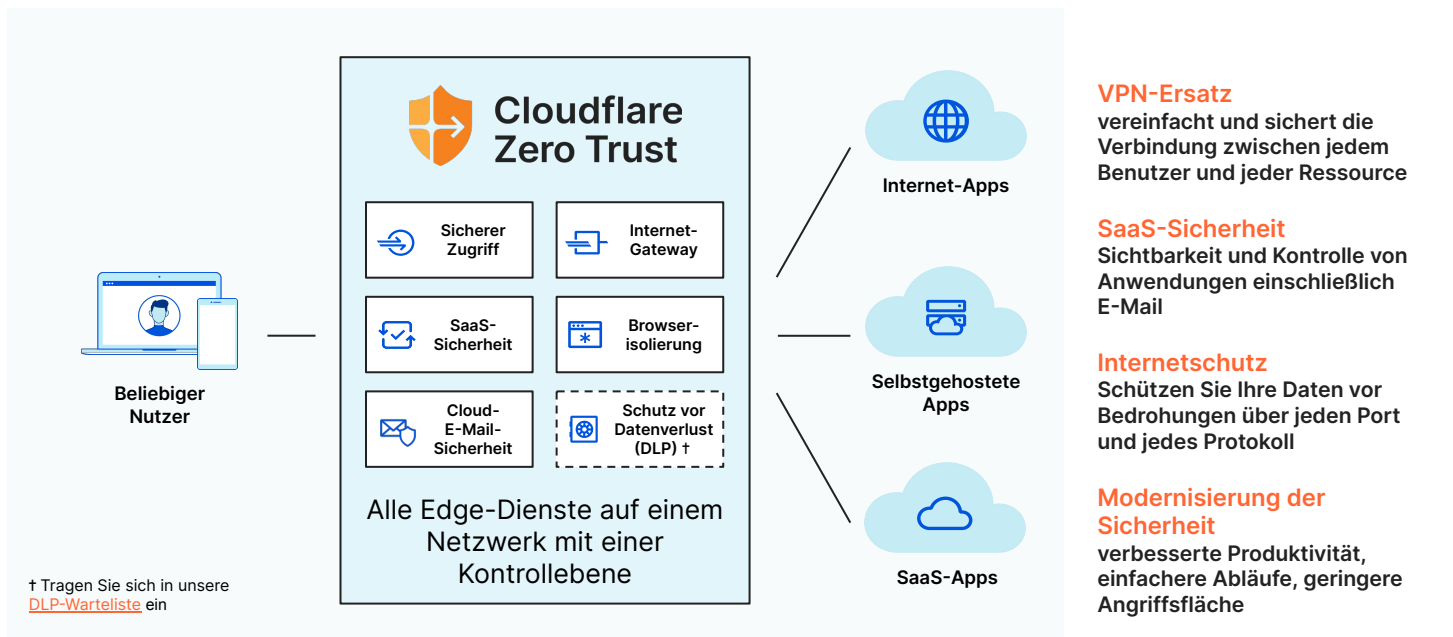 Cloudflare
Zero Trust
Sicherer
Zugriff
Internet-
Gateway
SaaS-
Sicherheit
Browser-
isolierung
Cloud-
E-Mail-
Sicherheit
Schutz vor
Datenverlust
(DLP) †
Alle Edge-Dienste auf einem
Netzwerk mit einer
Kontrollebene
Beliebiger
Nutzer
† Tragen Sie sich in unsere
DLP-Warteliste ein
Internet-Apps
Selbstgehostete
Apps
SaaS-Apps
VPN-Ersatz
vereinfacht und sichert die
Verbindung zwischen jedem
Benutzer und jeder Ressource
SaaS-Sicherheit
Sichtbarkeit und Kontrolle von
Anwendungen einschließlich
E-Mail
Internetschutz
Schützen Sie Ihre Daten vor
Bedrohungen über jeden Port
und jedes Protokoll
Modernisierung der
Sicherheit
verbesserte Produktivität,
einfachere Abläufe, geringere
Angriffsfläche